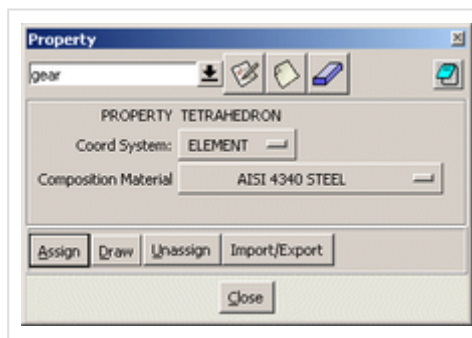 Property
gear
PROPERTY TETRAHEDRON
Coord System: ELEMENT
Composition Material AISI 4340 STEEL
Assign Draw Unassign Import/Export
Close